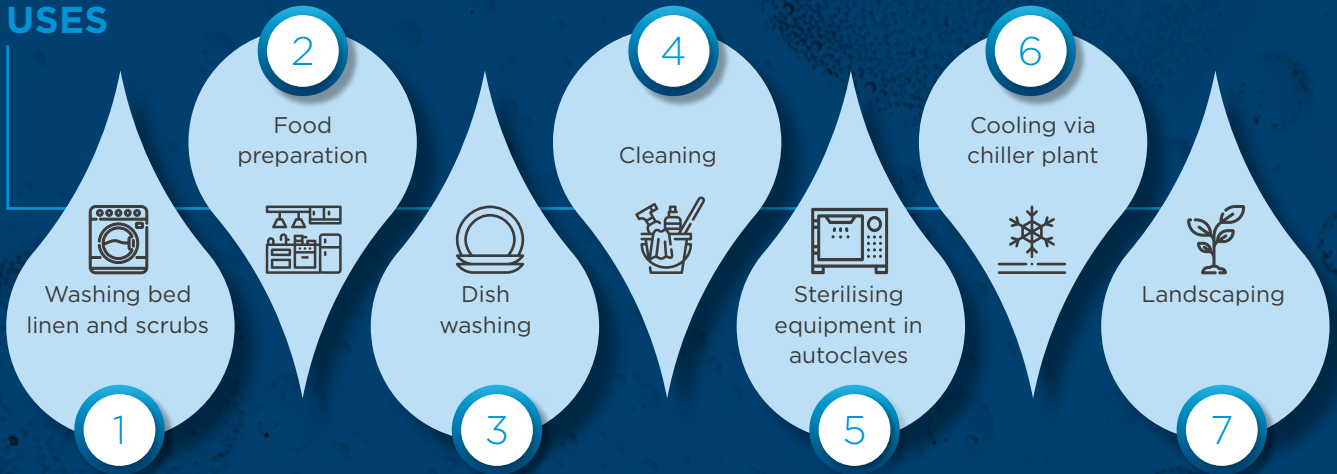 USES
1
Washing bed
linen and scrubs
2
Food
preparation
3
Dish
washing
4
Cleaning
5
Sterilising
equipment in
autoclaves
6
Cooling via
chiller plant
7
Landscaping